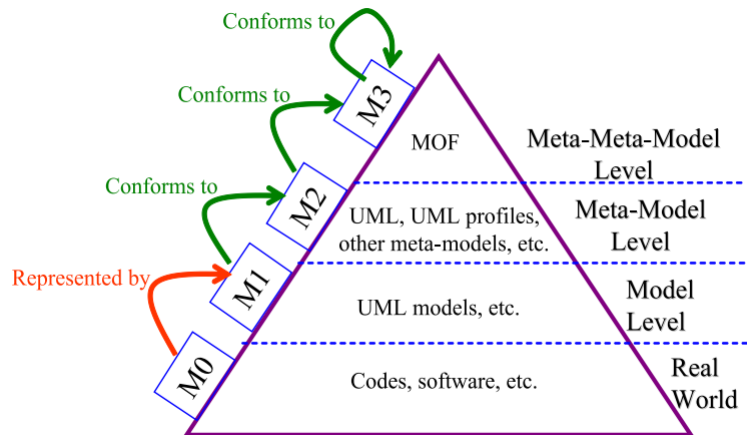 Conforms to
M3
MOF
Meta-Meta-Model
Level
Conforms to
M2
UML, UML profiles,
other meta-models, etc.
Meta-Model
Level
Conforms to
M1
UML models, etc.
Model
Level
Represented by
M0
Codes, software, etc.
Real
World